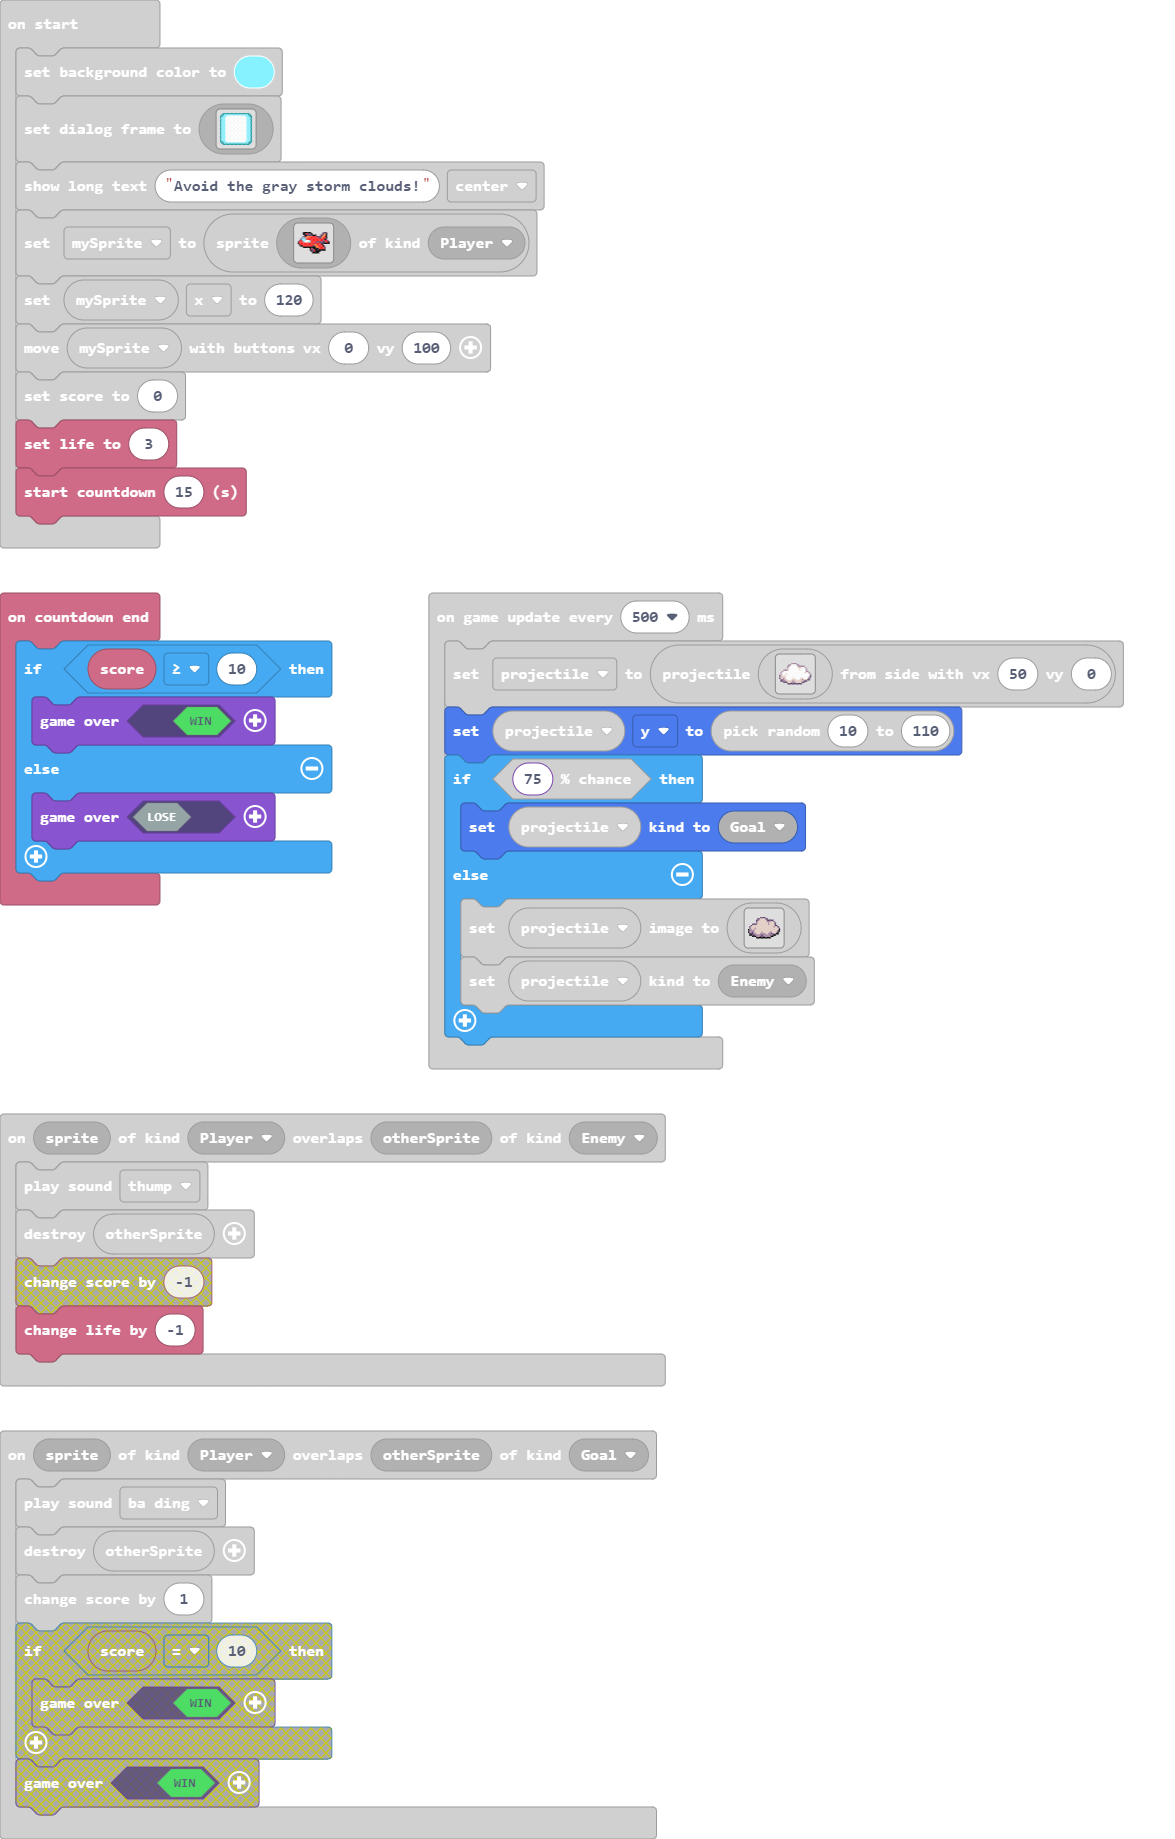 on start
set background color to
set dialog frame to
show long text "Avoid the gray storm clouds!" center
set mySprite to sprite of kind Player
set mySprite x to 120
move mySprite with buttons vx 0 vy 100
set score to 0
set life to 3
start countdown 15 (s)
on countdown end
if score ≥ 10 then
game over WIN
else
game over LOSE
on game update every 500 ms
set projectile to projectile from side with vx 50 vy 0
set projectile y to pick random 10 to 110
if 75 % chance then
set projectile kind to Goal
else
set projectile image to
set projectile kind to Enemy
on sprite of kind Player overlaps otherSprite of kind Enemy
play sound thump
destroy otherSprite
change score by -1
change life by -1
on sprite of kind Player overlaps otherSprite of kind Goal
play sound ba ding
destroy otherSprite
change score by 1
if score = 10 then
game over WIN
game over WIN